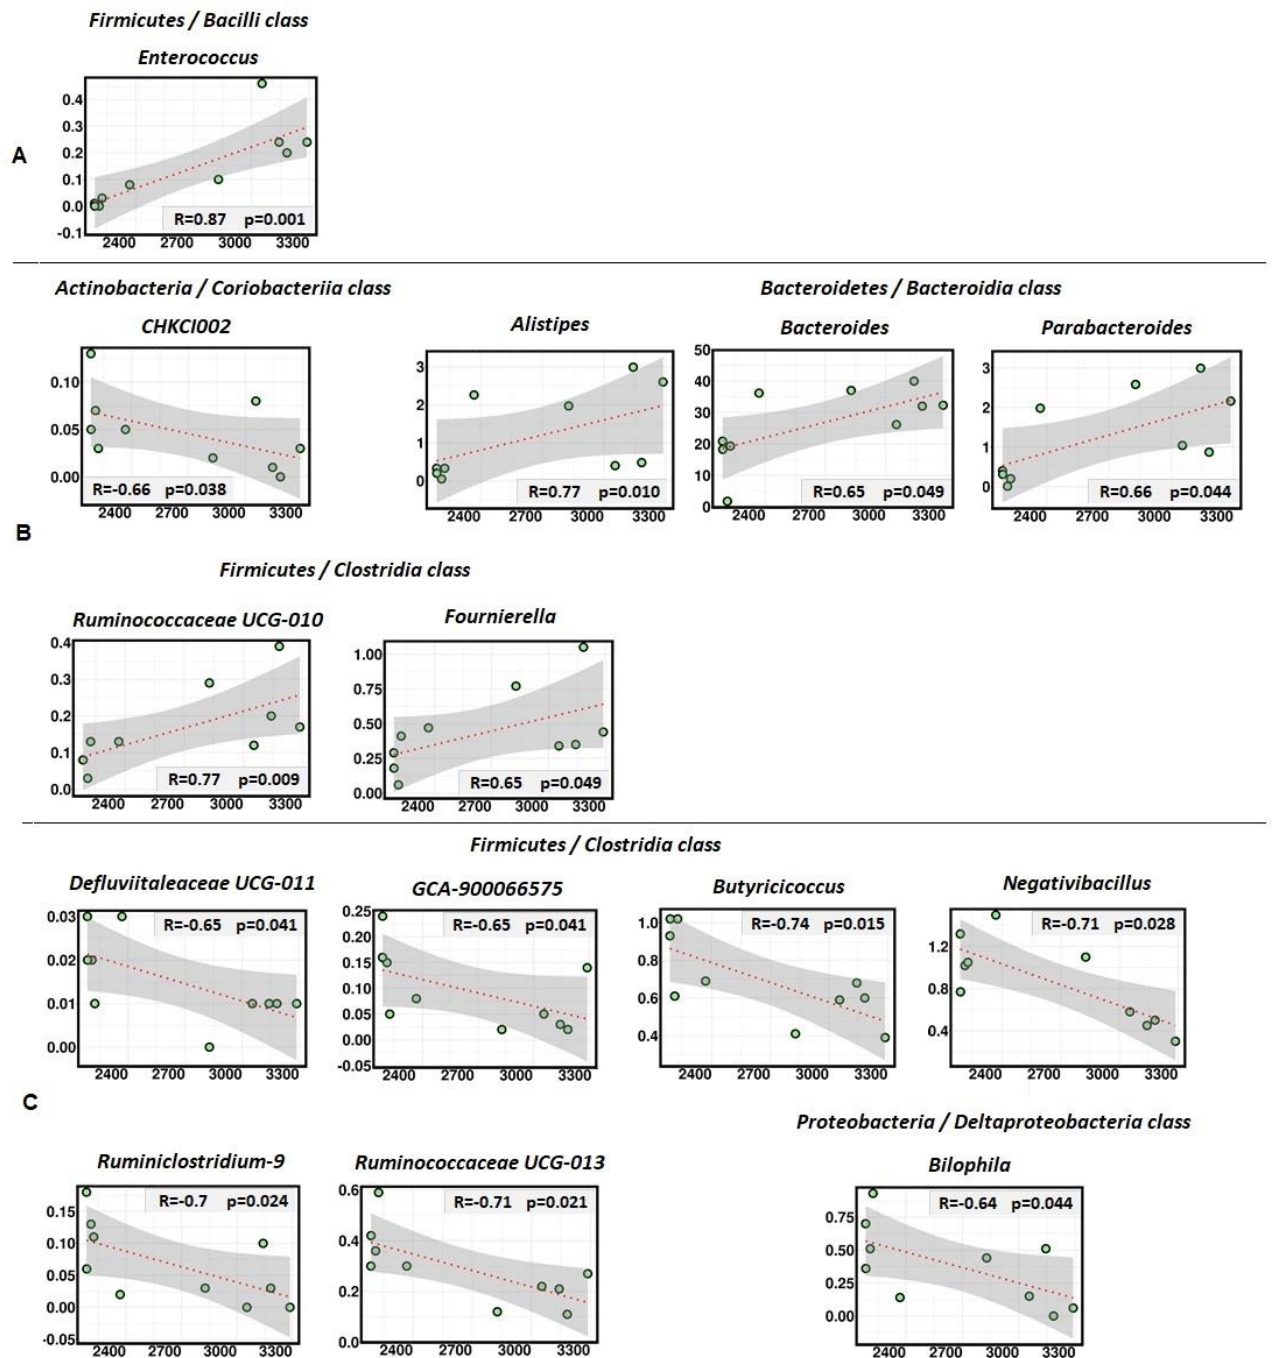 Firmicutes / Bacilli class
Enterococcus
A
0.4
0.3
0.2
0.1
0.0
-0.1
R=0.87 p=0.001
2400 2700 3000 3300
Actinobacteria / Coriobacteriia class
Bacteroidetes / Bacteroidia class
CHKCI002
Alistipes
Bacteroides
Parabacteroides
0.10
0.05
0.00
R=-0.66 p=0.038
2400 2700 3000 3300
3
2
1
0
R=0.77 p=0.010
2400 2700 3000 3300
50
40
30
20
10
0
R=0.65 p=0.049
2400 2700 3000 3300
3
2
1
0
R=0.66 p=0.044
2400 2700 3000 3300
B
Firmicutes / Clostridia class
Ruminococcaceae UCG-010
Fournierella
0.4
0.3
0.2
0.1
0.0
R=0.77 p=0.009
2400 2700 3000 3300
1.00
0.75
0.50
0.25
0.00
R=0.65 p=0.049
2400 2700 3000 3300
Firmicutes / Clostridia class
Defluviitaleaceae UCG-011
GCA-900066575
Butyricicoccus
Negativibacillus
0.03
0.02
0.01
0.00
R=-0.65 p=0.041
2400 2700 3000 3300
0.25
0.20
0.15
0.10
0.05
0.00
-0.05
R=-0.65 p=0.041
2400 2700 3000 3300
1.0
0.8
0.6
0.4
R=-0.74 p=0.015
2400 2700 3000 3300
1.2
0.8
0.4
R=-0.71 p=0.028
2400 2700 3000 3300
C
Proteobacteria / Deltaproteobacteria class
Ruminiclostridium-9
Ruminococcaceae UCG-013
Bilophila
0.15
0.10
0.05
0.00
-0.05
R=-0.7 p=0.024
2400 2700 3000 3300
0.6
0.4
0.2
0.0
R=-0.71 p=0.021
2400 2700 3000 3300
0.75
0.50
0.25
0.00
R=-0.64 p=0.044
2400 2700 3000 3300